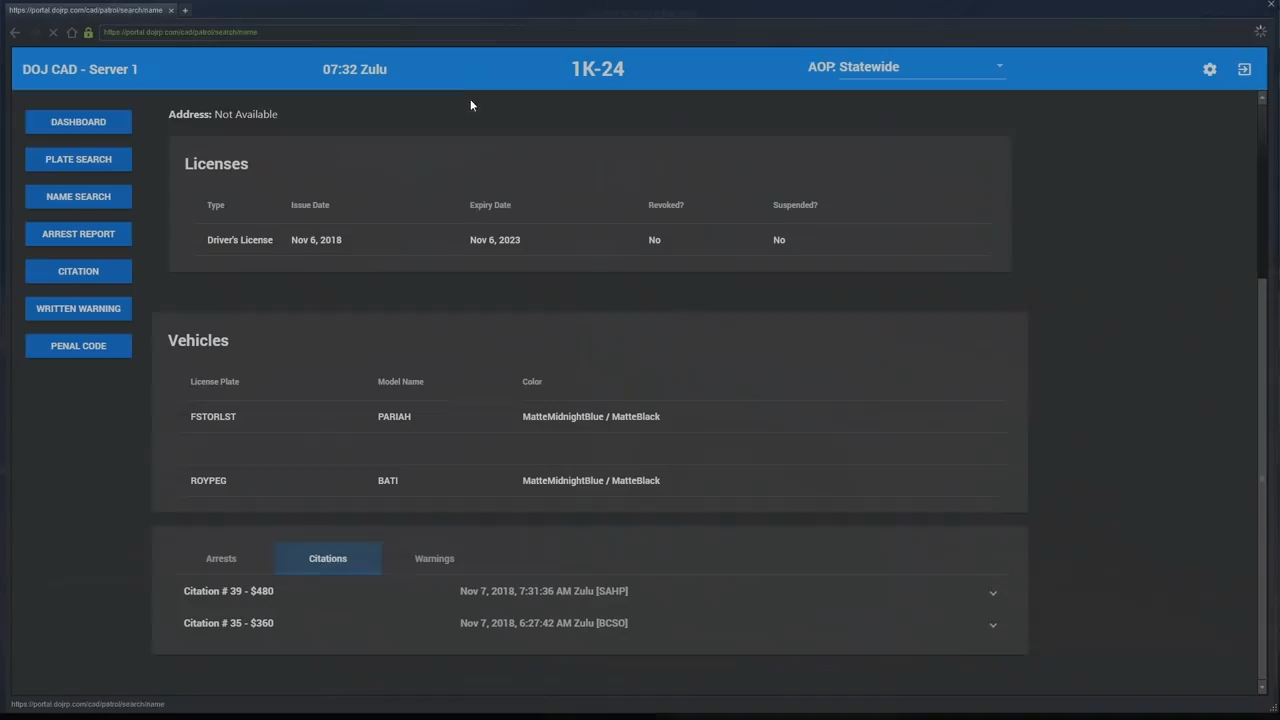 https://portal.dojrp.com/cad/patrol/search/name
https://portal.dojrp.com/cad/patrol/search/name
DOJ CAD - Server 1 07:32 Zulu 1K-24 AOP: Statewide
DASHBOARD
PLATE SEARCH
NAME SEARCH
ARREST REPORT
CITATION
WRITTEN WARNING
PENAL CODE
Address: Not Available
Licenses
Type Issue Date Expiry Date Revoked? Suspended?
Driver's License Nov 6, 2018 Nov 6, 2023 No No
Vehicles
License Plate Model Name Color
FSTORLST PARIAH MatteMidnightBlue / MatteBlack
ROYPEG BATI MatteMidnightBlue / MatteBlack
Arrests Citations Warnings
Citation # 39 - $480 Nov 7, 2018, 7:31:36 AM Zulu [SAHP]
Citation # 35 - $360 Nov 7, 2018, 6:27:42 AM Zulu [BCSO]
https://portal.dojrp.com/cad/patrol/search/name